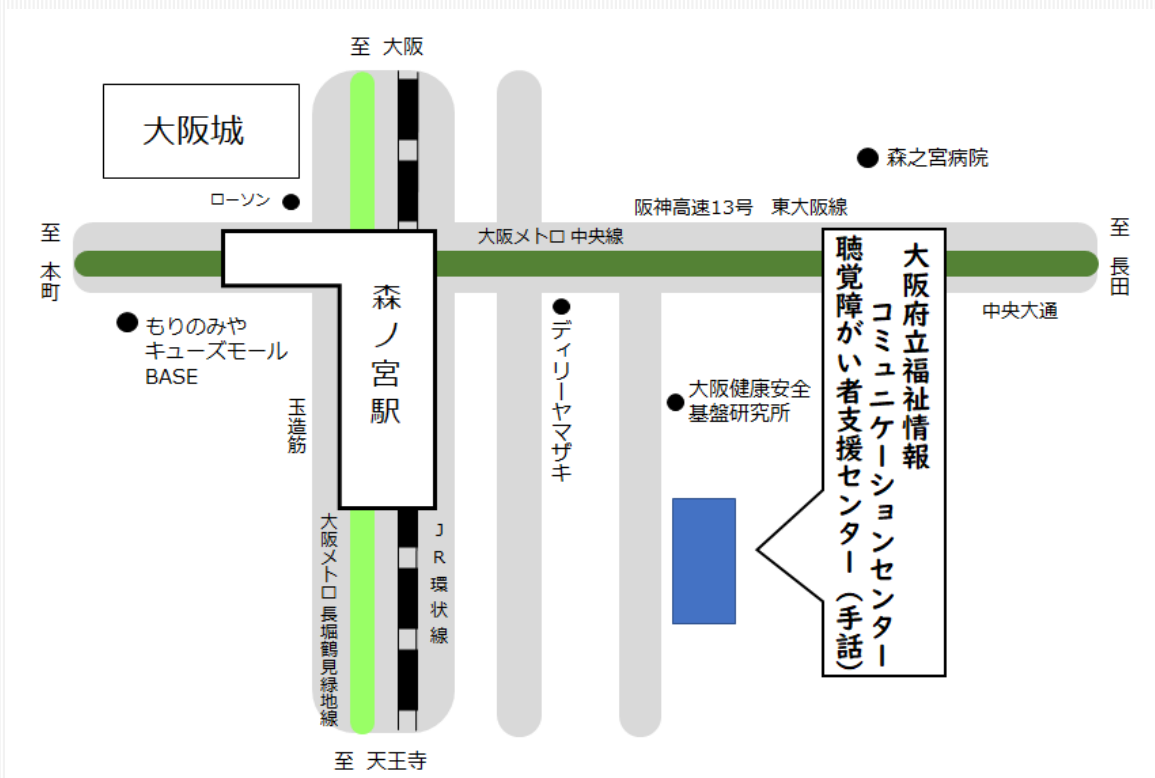 至 大阪
大阪城
ローソン
森之宮病院
阪神高速13号 東大阪線
大阪メトロ 中央線
至 本町
至 長田
中央大通
もりのみや
キューズモール
BASE
森ノ宮駅
玉造筋
ディリーヤマザキ
大阪健康安全
基盤研究所
大阪府立福祉情報
コミュニケーションセンター
聴覚障がい者支援センター（手話）
大阪メトロ 長堀鶴見緑地線
JR環状線
至 天王寺